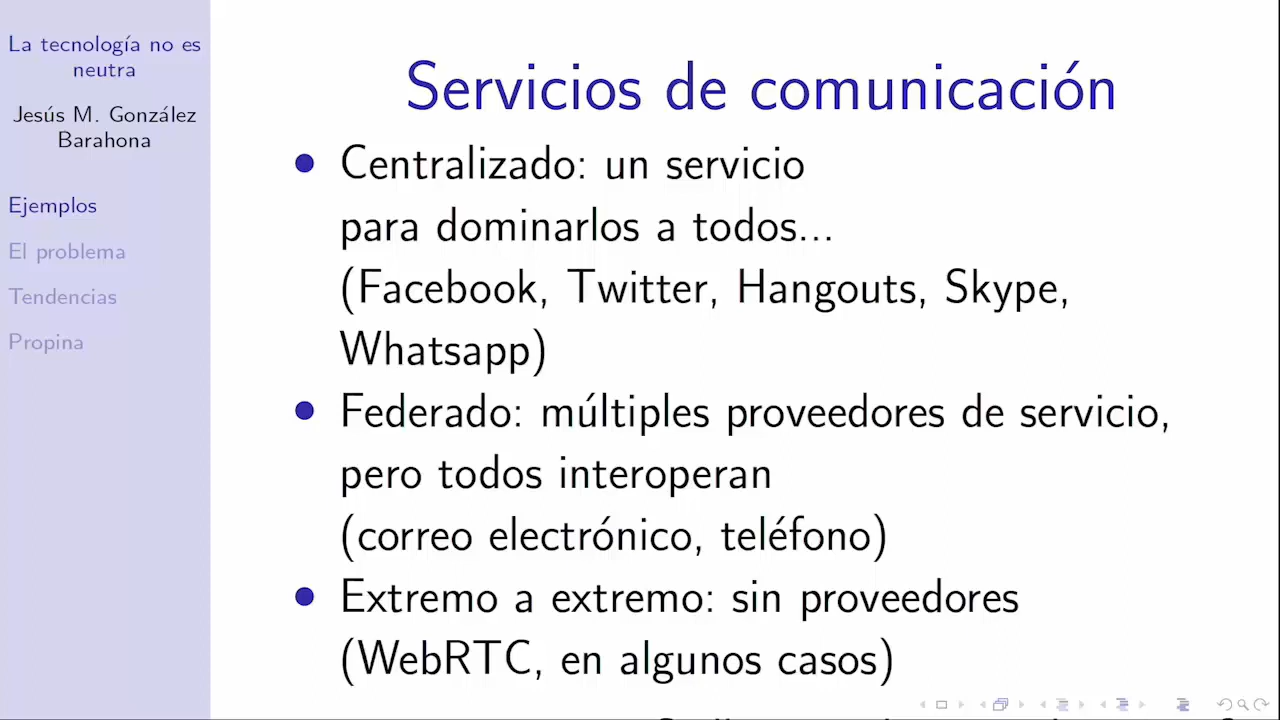 La tecnología no es
neutra
Jesús M. González
Barahona
Ejemplos
El problema
Tendencias
Propina
Servicios de comunicación
• Centralizado: un servicio
para dominarlos a todos...
(Facebook, Twitter, Hangouts, Skype,
Whatsapp)
• Federado: múltiples proveedores de servicio,
pero todos interoperan
(correo electrónico, teléfono)
• Extremo a extremo: sin proveedores
(WebRTC, en algunos casos)